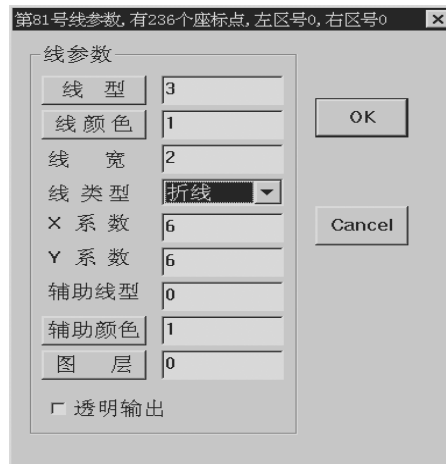 第81号线参数,有236个座标点,左区号0,右区号0
线参数
线 型 3
线颜色 1
线 宽 2
线 类 型 折线
X 系 数 6
Y 系 数 6
辅助线型 0
辅助颜色 1
图 层 0
透明输出
OK
Cancel